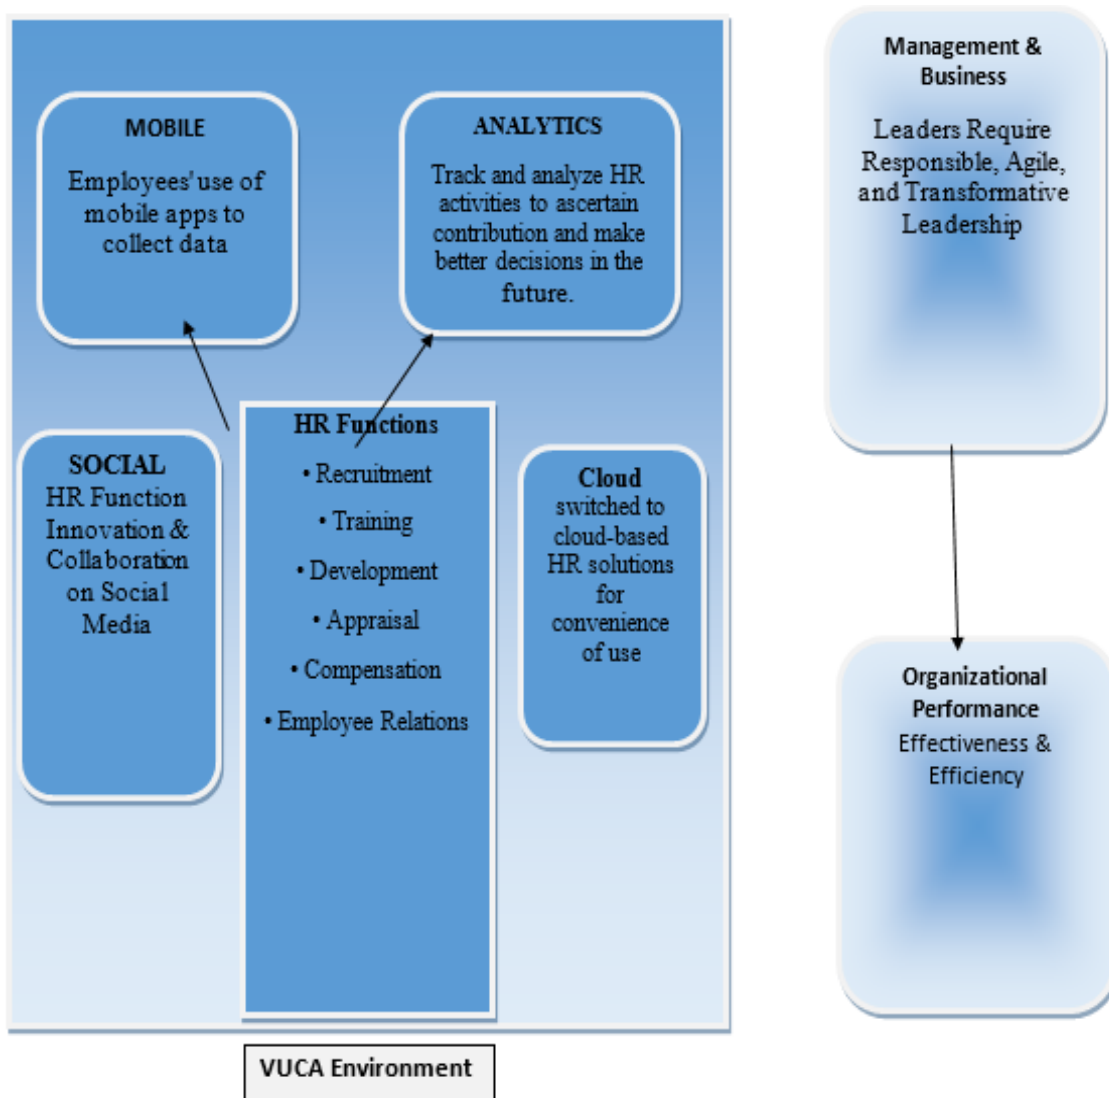 MOBILE
Employees' use of
mobile apps to
collect data
ANALYTICS
Track and analyze HR
activities to ascertain
contribution and make
better decisions in the
future.
SOCIAL
HR Function
Innovation &
Collaboration
on Social
Media
HR Functions
• Recruitment
• Training
• Development
• Appraisal
• Compensation
• Employee Relations
Cloud
switched to
cloud-based
HR solutions
for
convenience
of use
VUCA Environment
Management &
Business
Leaders Require
Responsible, Agile,
and Transformative
Leadership
Organizational
Performance
Effectiveness &
Efficiency